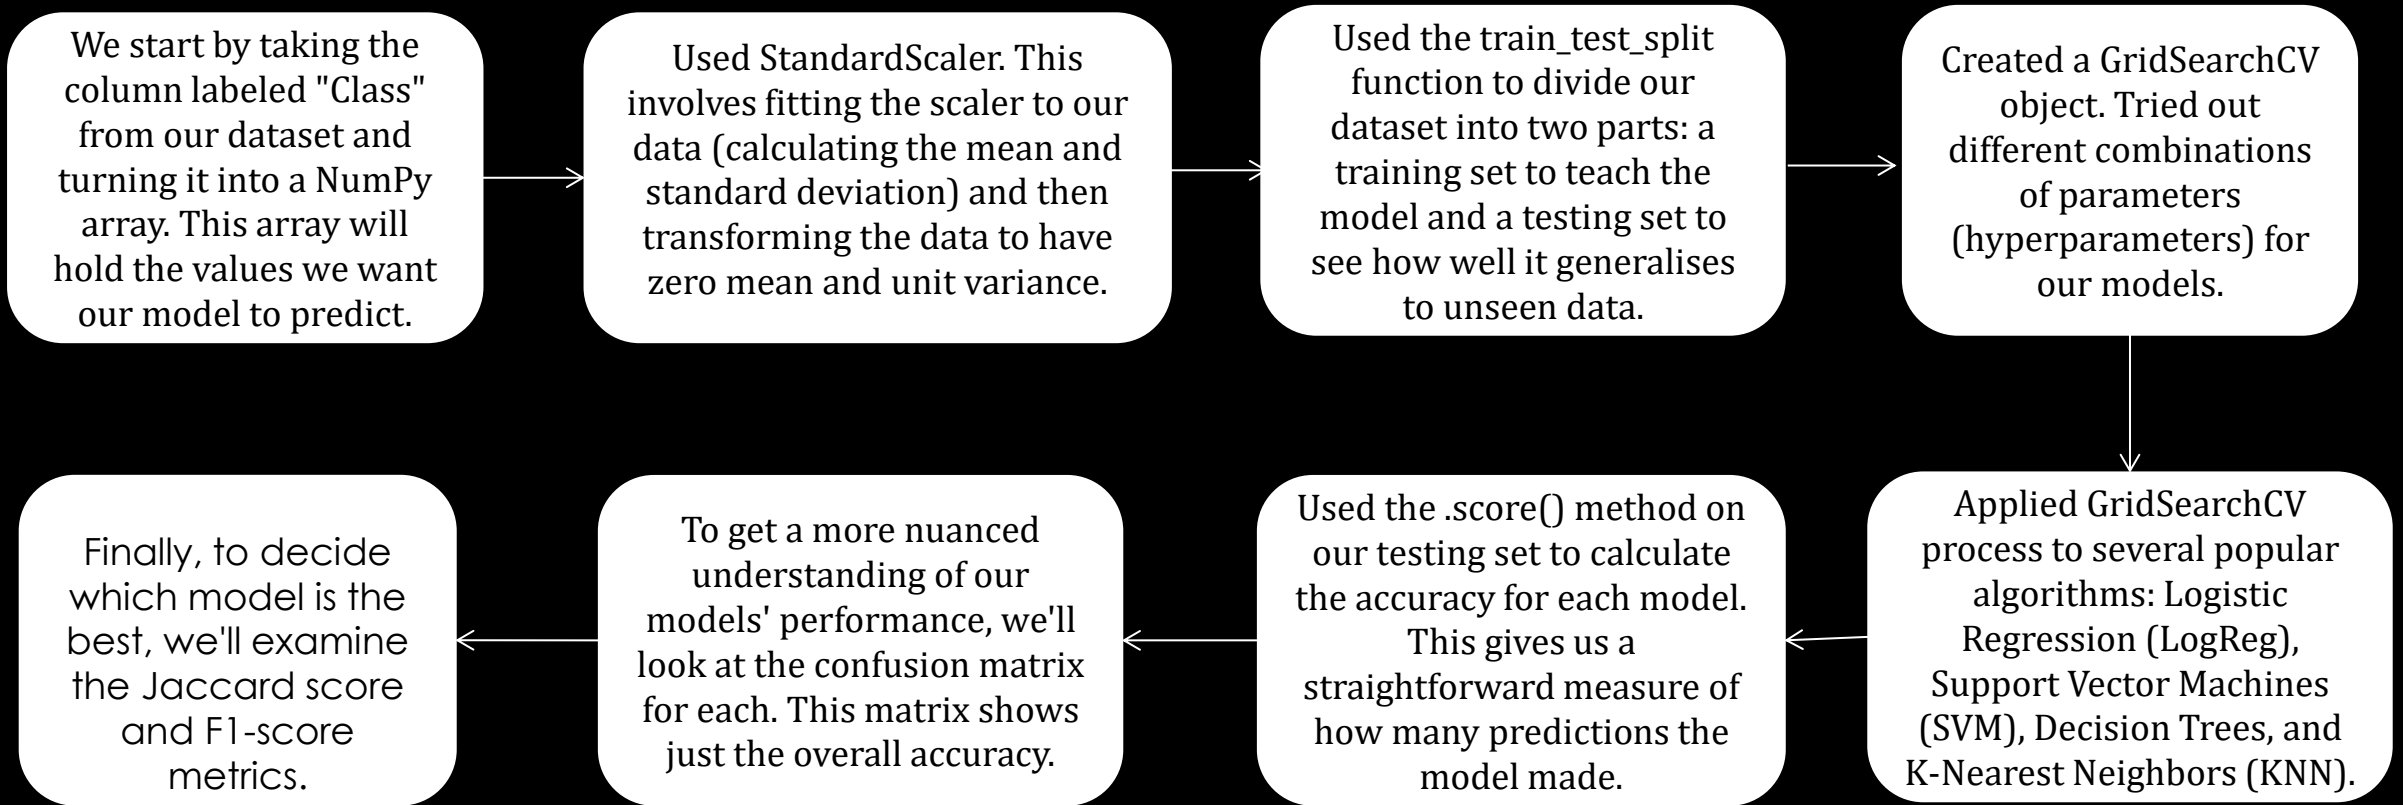 We start by taking the
column labeled "Class"
from our dataset and
turning it into a NumPy
array. This array will
hold the values we want
our model to predict.
Used StandardScaler. This
involves fitting the scaler to our
data (calculating the mean and
standard deviation) and then
transforming the data to have
zero mean and unit variance.
Used the train_test_split
function to divide our
dataset into two parts: a
training set to teach the
model and a testing set to
see how well it generalises
to unseen data.
Created a GridSearchCV
object. Tried out
different combinations
of parameters
(hyperparameters) for
our models.
Applied GridSearchCV
process to several popular
algorithms: Logistic
Regression (LogReg),
Support Vector Machines
(SVM), Decision Trees, and
K-Nearest Neighbors (KNN).
Used the .score() method on
our testing set to calculate
the accuracy for each model.
This gives us a
straightforward measure of
how many predictions the
model made.
To get a more nuanced
understanding of our
models' performance, we'll
look at the confusion matrix
for each. This matrix shows
just the overall accuracy.
Finally, to decide
which model is the
best, we'll examine
the Jaccard score
and F1-score
metrics.